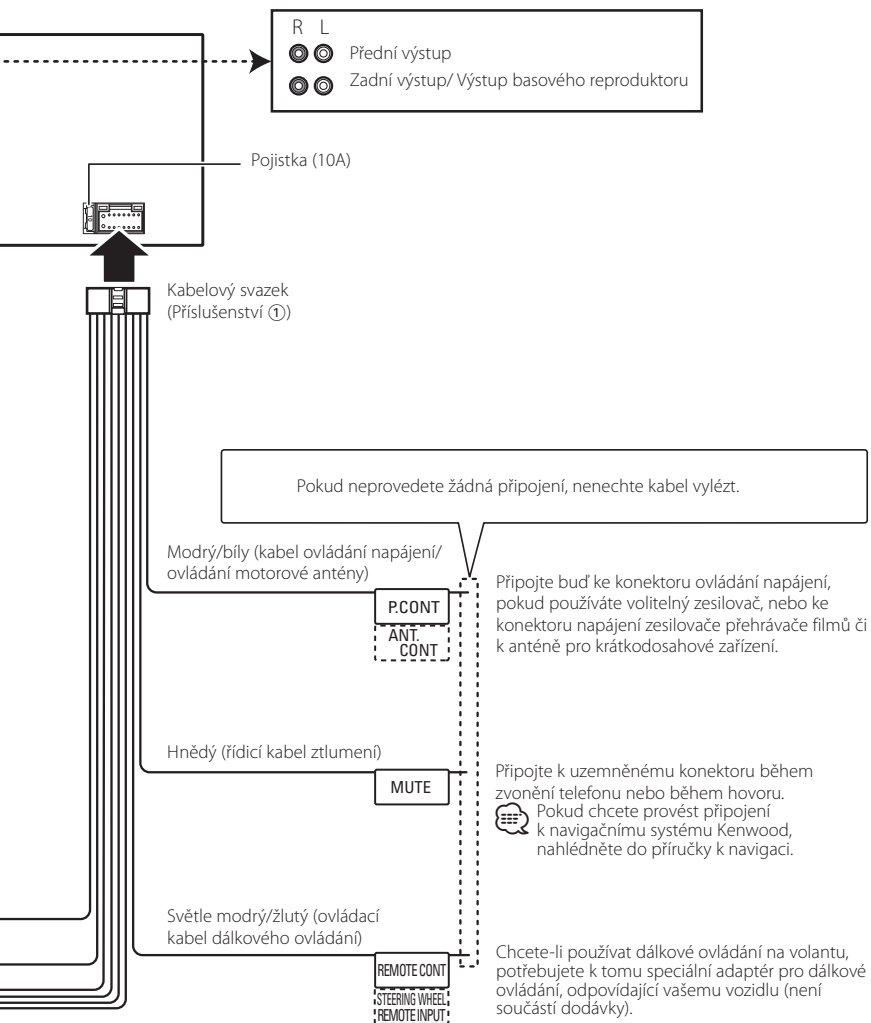 R L
Přední výstup
Zadní výstup/ Výstup basového reproduktoru
Pojistka (10A)
Kabelový svazek
(Příslušenství ①)
Pokud neprovedete žádná připojení, nenechte kabel vylézt.
Modrý/bíly (kabel ovládání napájení/
ovládání motorové antény)
P.CONT
ANT.
CONT
Připojte buď ke konektoru ovládání napájení,
pokud používáte volitelný zesilovač, nebo ke
konektoru napájení zesilovače přehrávače filmů či
k anténě pro krátkodosahové zařízení.
Hnědý (řídicí kabel ztlumení)
MUTE
Připojte k uzemněnému konektoru během
zvonění telefonu nebo během hovoru.
Pokud chcete provést připojení
k navigačnímu systému Kenwood,
nahlédněte do příručky k navigaci.
Světle modrý/žlutý (ovládací
kabel dálkového ovládání)
REMOTE CONT
STEERING WHEEL
REMOTE INPUT
Chcete-li používat dálkové ovládání na volantu,
potřebujete k tomu speciální adaptér pro dálkové
ovládání, odpovídající vašemu vozidlu (není
součástí dodávky).